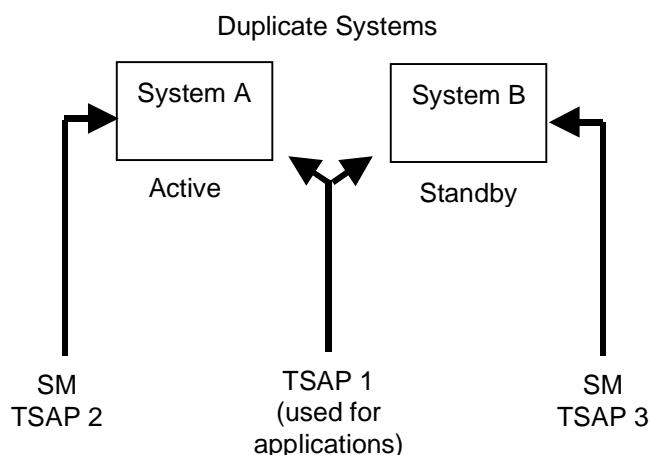 Duplicate Systems
System A
System B
Active
Standby
SM
TSAP 2
TSAP 1
(used for
applications)
SM
TSAP 3